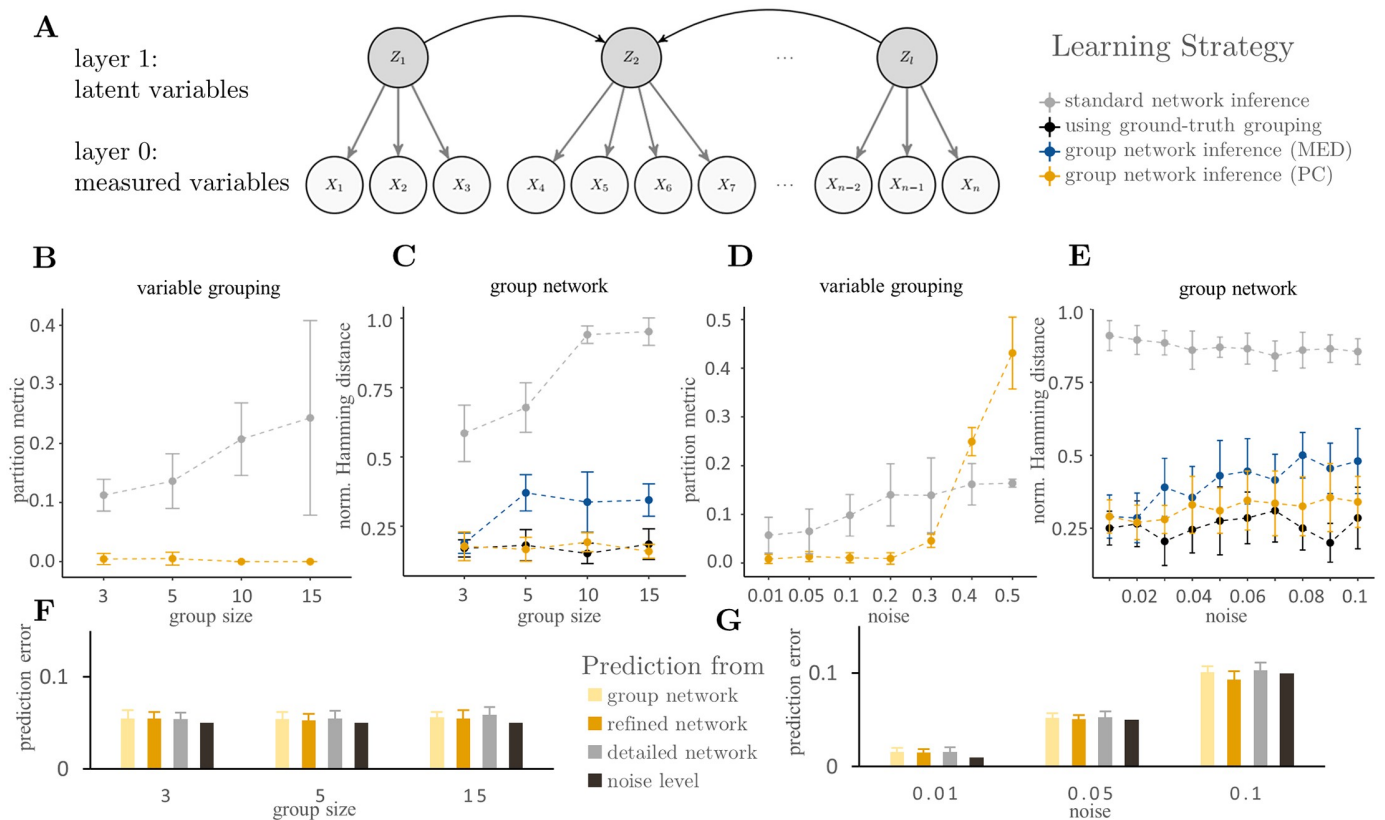 A
layer 1:
latent variables
layer 0:
measured variables
Z1 Z2 ... Zl
X1 X2 X3 X4 X5 X6 X7 ... Xn−2 Xn−1 Xn
Learning Strategy
standard network inference
using ground-truth grouping
group network inference (MED)
group network inference (PC)
B
variable grouping
partition metric
0.4
0.3
0.2
0.1
0.0
3 5 10 15
group size
C
group network
norm. Hamming distance
1.0
0.75
0.5
0.25
3 5 10 15
group size
D
variable grouping
partition metric
0.5
0.4
0.3
0.2
0.1
0.0
0.01 0.05 0.1 0.2 0.3 0.4 0.5
noise
E
group network
norm. Hamming distance
1.0
0.75
0.5
0.25
0.02 0.04 0.06 0.08 0.1
noise
F
prediction error
0.1
0
3 5 15
group size
Prediction from
group network
refined network
detailed network
noise level
G
prediction error
0.1
0
0.01 0.05 0.1
noise